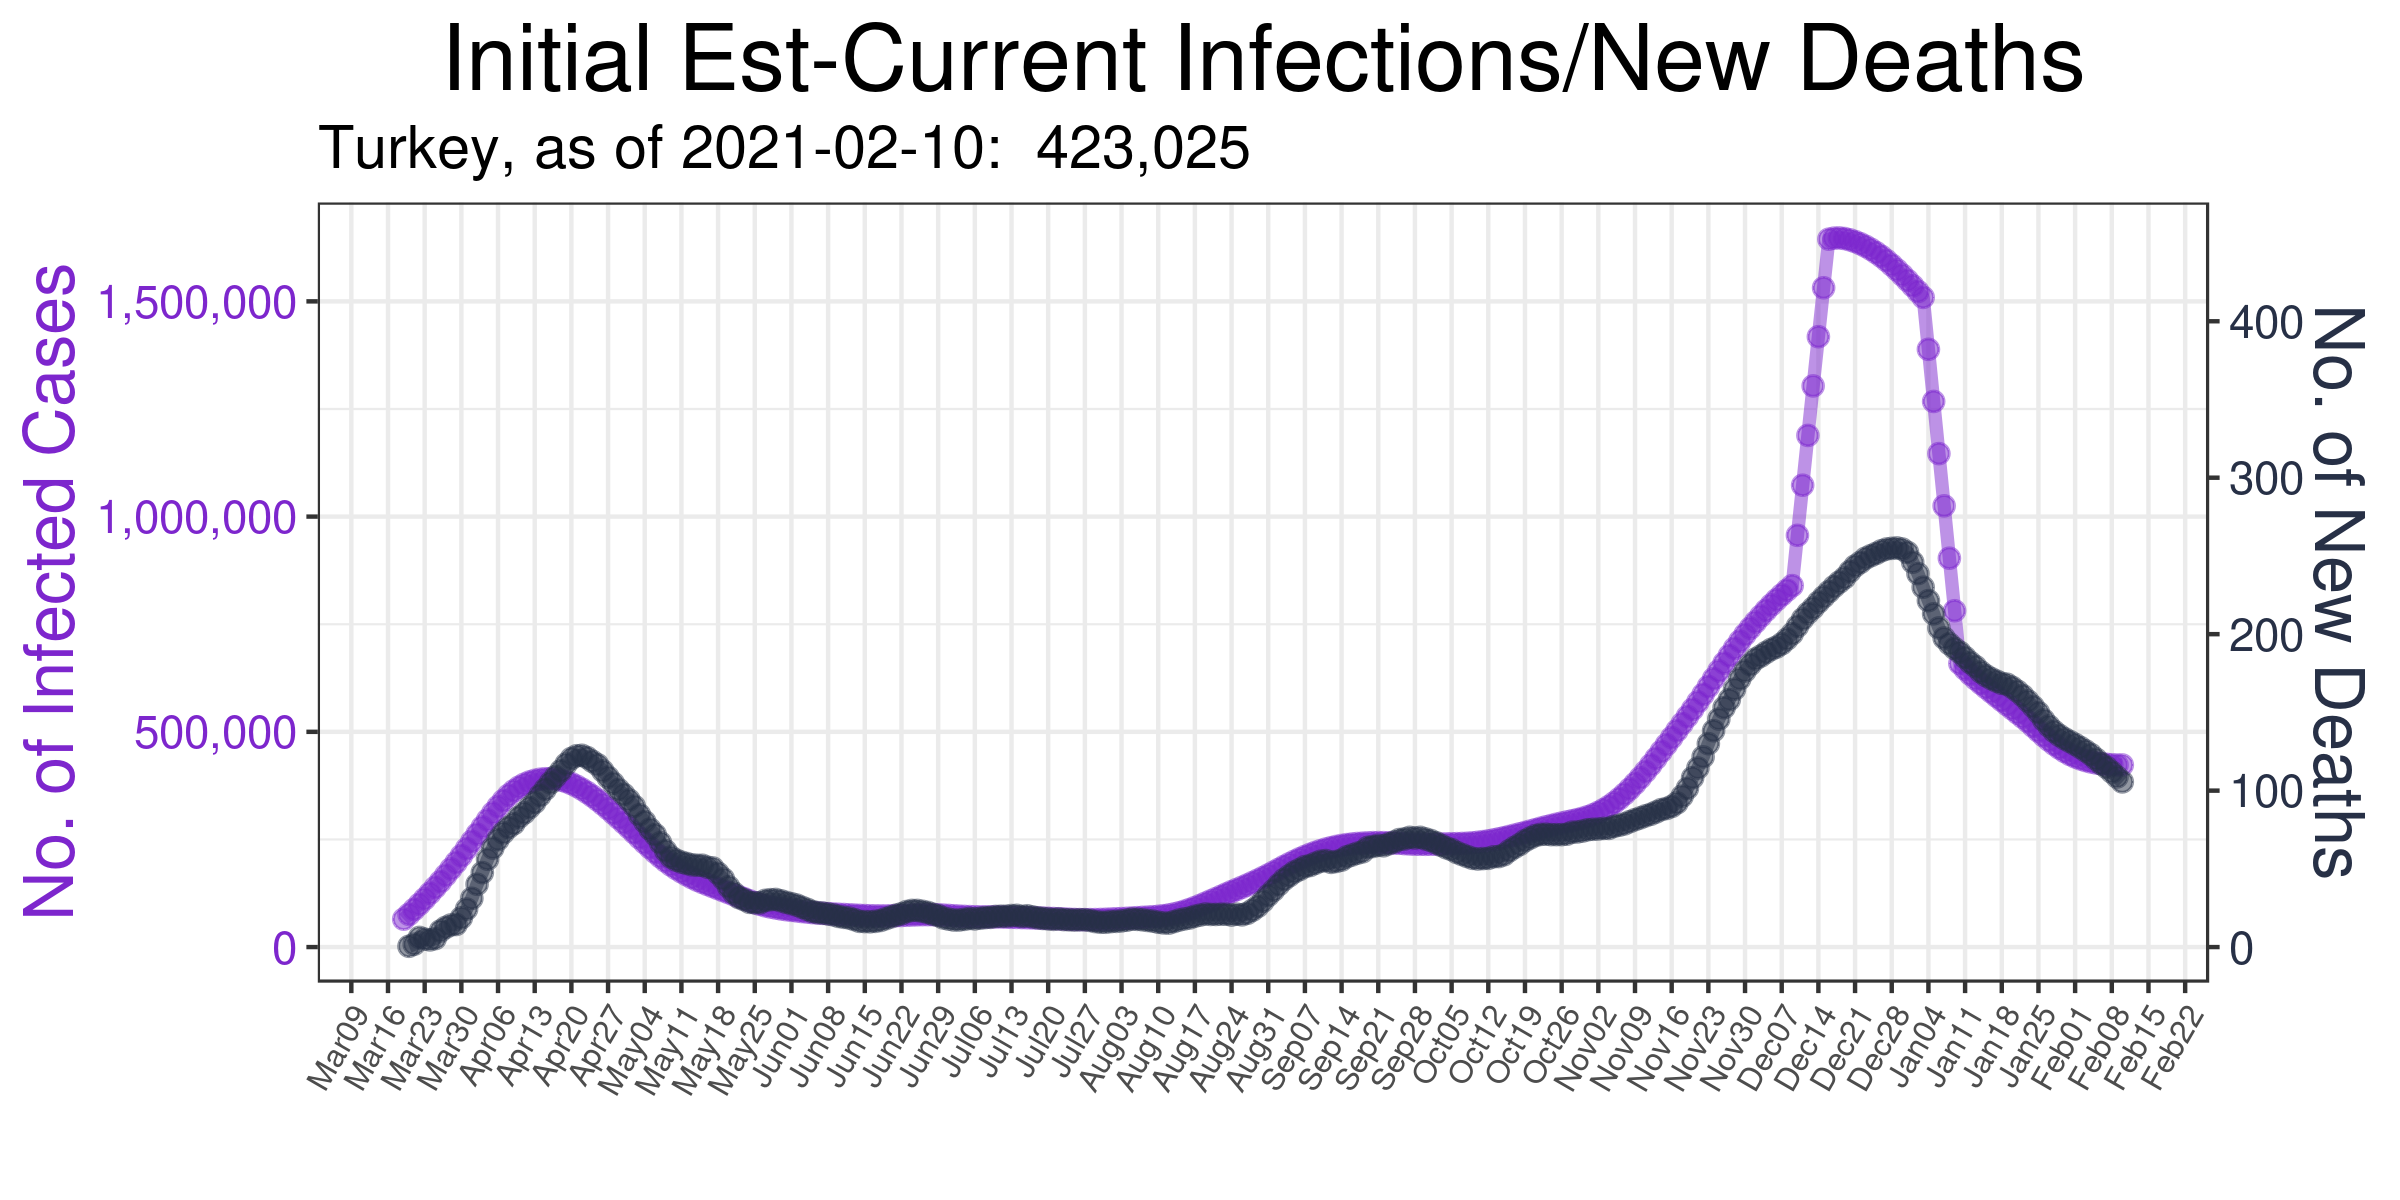 Initial Est-Current Infections/New Deaths
Turkey, as of 2021-02-10:  423,025
No. of Infected Cases
1,500,000
1,000,000
500,000
0
400
300
200
100
0
No. of New Deaths
Mar09
Mar16
Mar23
Mar30
Apr06
Apr13
Apr20
Apr27
May04
May11
May18
May25
Jun01
Jun08
Jun15
Jun22
Jun29
Jul06
Jul13
Jul20
Jul27
Aug03
Aug10
Aug17
Aug24
Aug31
Sep07
Sep14
Sep21
Sep28
Oct05
Oct12
Oct19
Oct26
Nov02
Nov09
Nov16
Nov23
Nov30
Dec07
Dec14
Dec21
Dec28
Jan04
Jan11
Jan18
Jan25
Feb01
Feb08
Feb15
Feb22